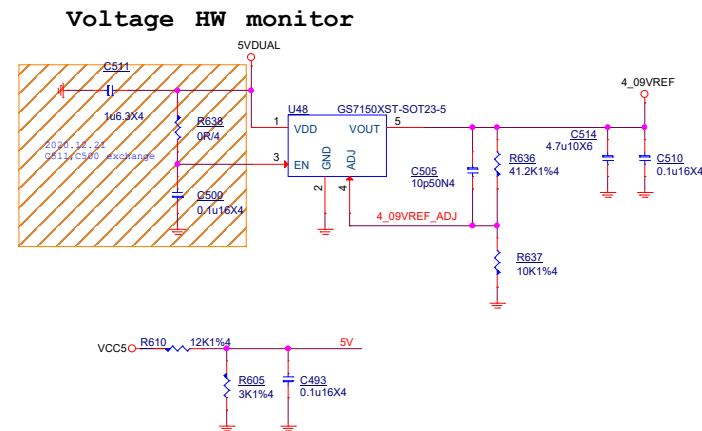 Voltage HW monitor
5VDUAL
C511
4_09VREF
1u6.3X4
U48 GS7150XST-SOT23-5
R638
0R/4
1 VDD VOUT 5
C514
4.7u10X6
2020.12.21
C511,C500 exchange
3 EN GND ADJ
C505
10p50N4
R636
41.2K1%4
C510
0.1u16X4
C500
0.1u16X4
2 4
4_09VREF_ADJ
R637
10K1%4
VCC5 R610 12K1%4 5V
R605
3K1%4
C493
0.1u16X4